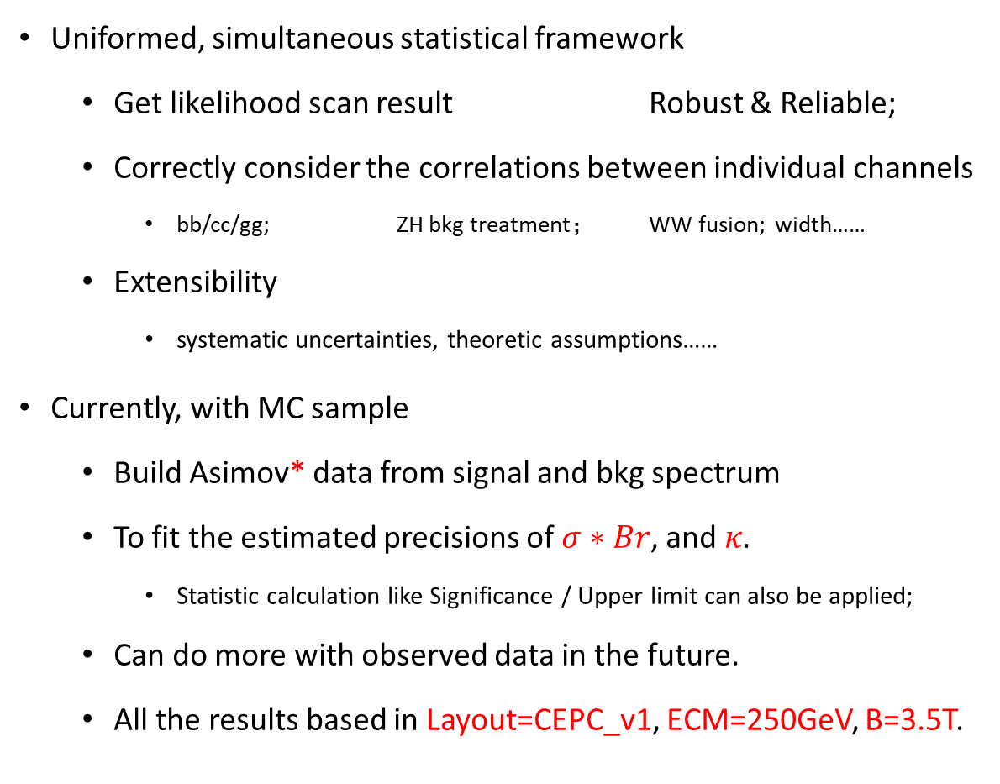 • Uniformed, simultaneous statistical framework
• Get likelihood scan result Robust & Reliable;
• Correctly consider the correlations between individual channels
• bb/cc/gg; ZH bkg treatment； WW fusion; width……
• Extensibility
• systematic uncertainties, theoretic assumptions……
• Currently, with MC sample
• Build Asimov* data from signal and bkg spectrum
• To fit the estimated precisions of σ ∗ Br, and κ.
• Statistic calculation like Significance / Upper limit can also be applied;
• Can do more with observed data in the future.
• All the results based in Layout=CEPC_v1, ECM=250GeV, B=3.5T.